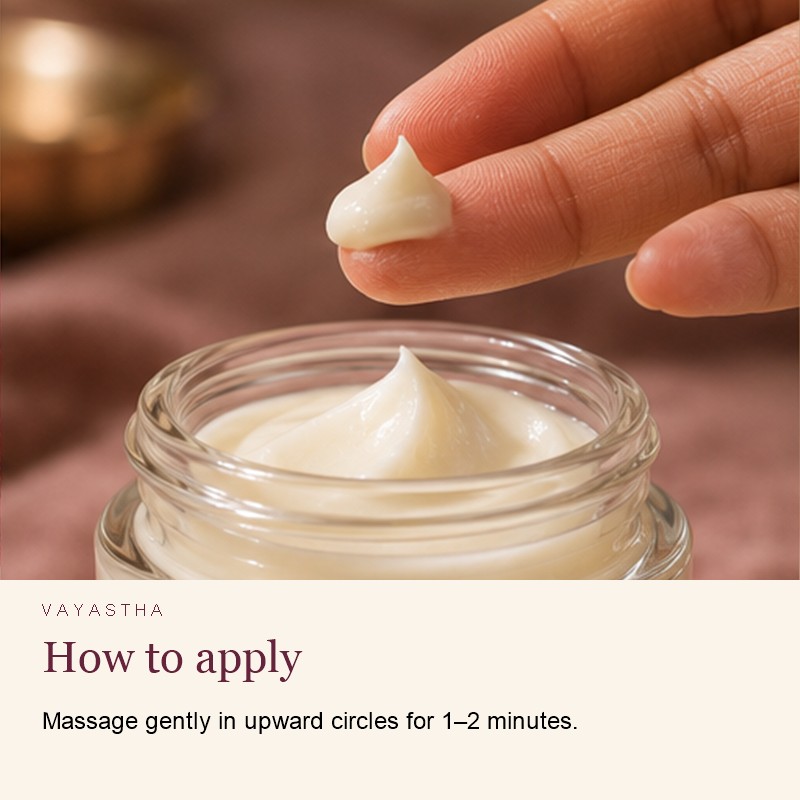 VAYASTHA
How to apply
Massage gently in upward circles for 1–2 minutes.